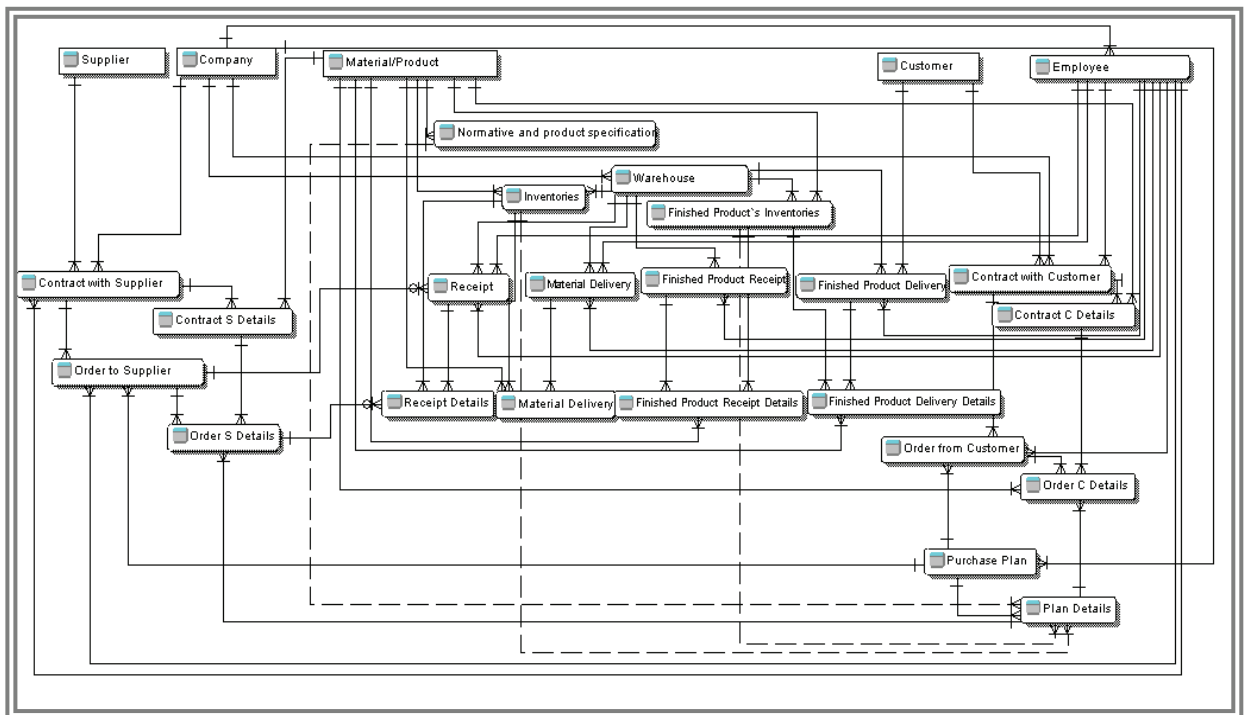 Supplier
Company
Material/Product
Customer
Employee
Normative and product specification
Warehouse
Inventories
Finished Product`s Inventories
Contract with Supplier
Receipt
Material Delivery
Finished Product Receipt
Finished Product Delivery
Contract with Customer
Contract S Details
Contract C Details
Order to Supplier
Receipt Details
Material Delivery
Finished Product Receipt Details
Finished Product Delivery Details
Order S Details
Order from Customer
Order C Details
Purchase Plan
Plan Details